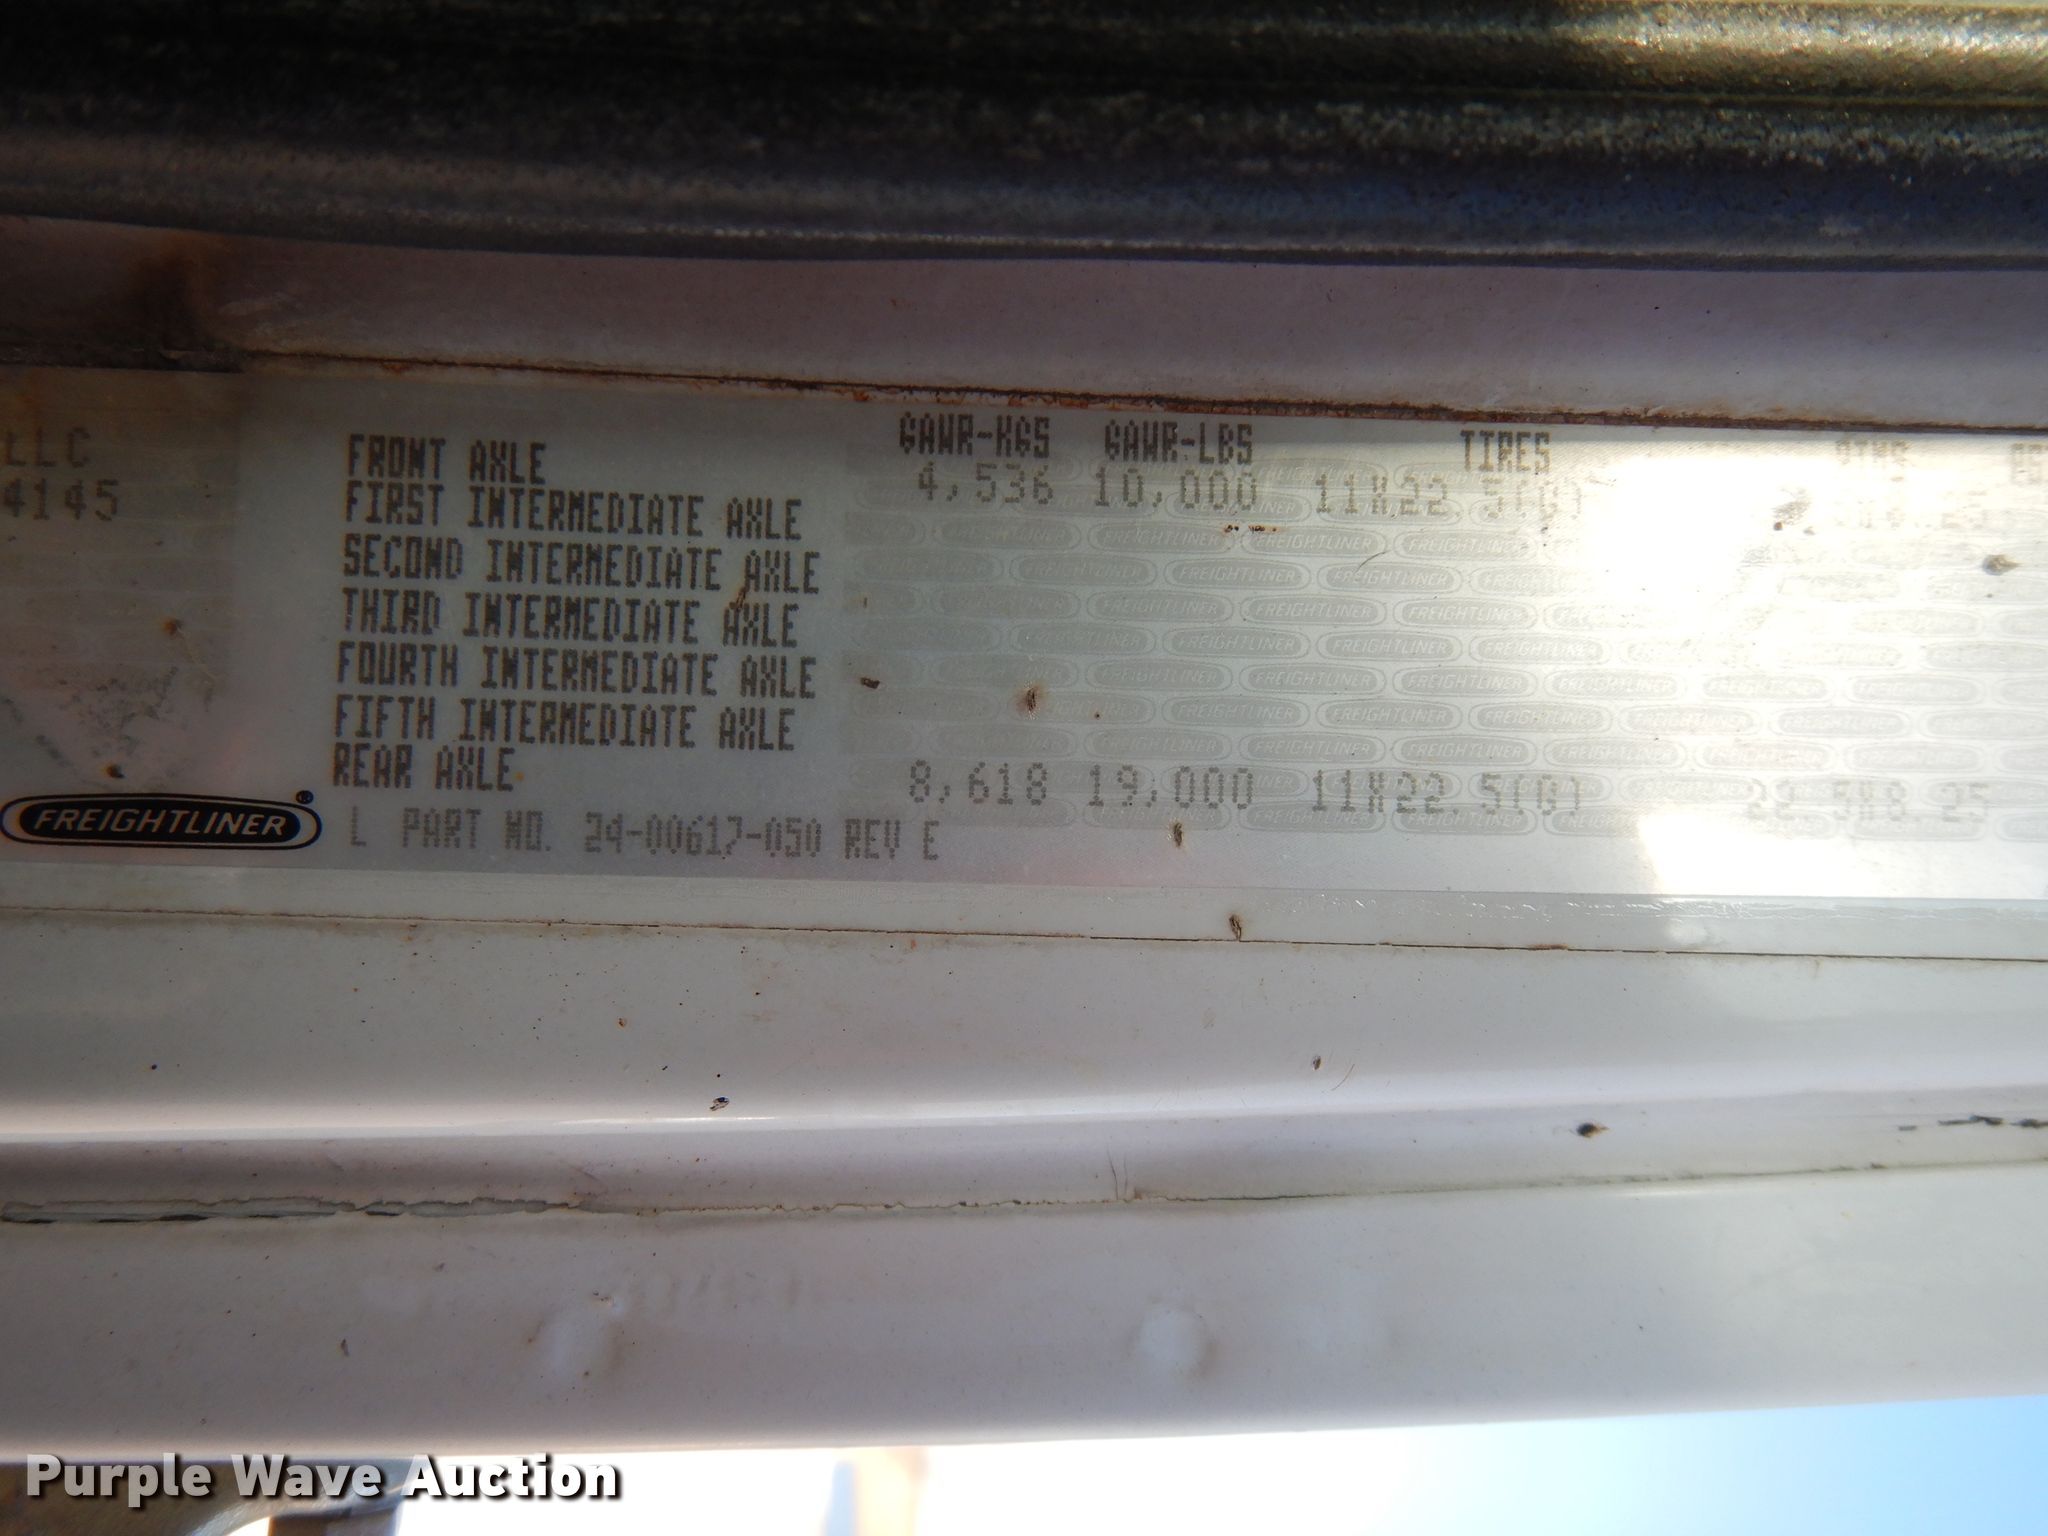 LLC
4145
GAWR-KGS GAWR-LBS TIRES
FRONT AXLE 4,536 10,000 11X22.5(G)
FIRST INTERMEDIATE AXLE
SECOND INTERMEDIATE AXLE
THIRD INTERMEDIATE AXLE
FOURTH INTERMEDIATE AXLE
FIFTH INTERMEDIATE AXLE
REAR AXLE 8,618 19,000 11X22.5(G) 22.5X8.25
FREIGHTLINER
L PART NO. 24-00617-050 REV E
Purple Wave Auction